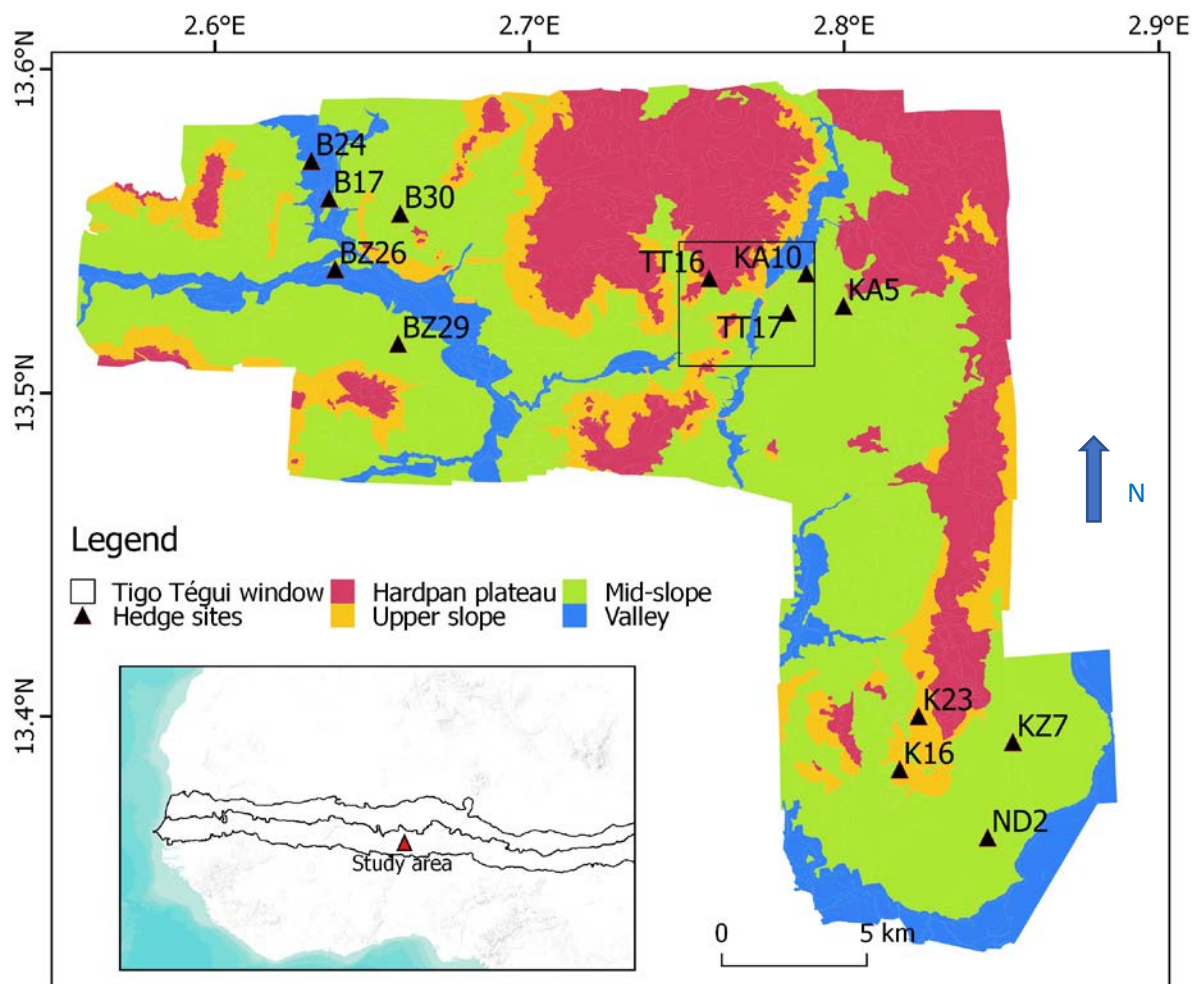 2.6°E 2.7°E 2.8°E 2.9°E
13.6°N
B24
B17
B30
BZ26
TT16 KA10
KA5
TT17
BZ29
13.5°N
N
Legend
Tigo Tégui window Hardpan plateau Mid-slope
Hedge sites Upper slope Valley
13.4°N
K23
KZ7
K16
ND2
Study area
0 5 km